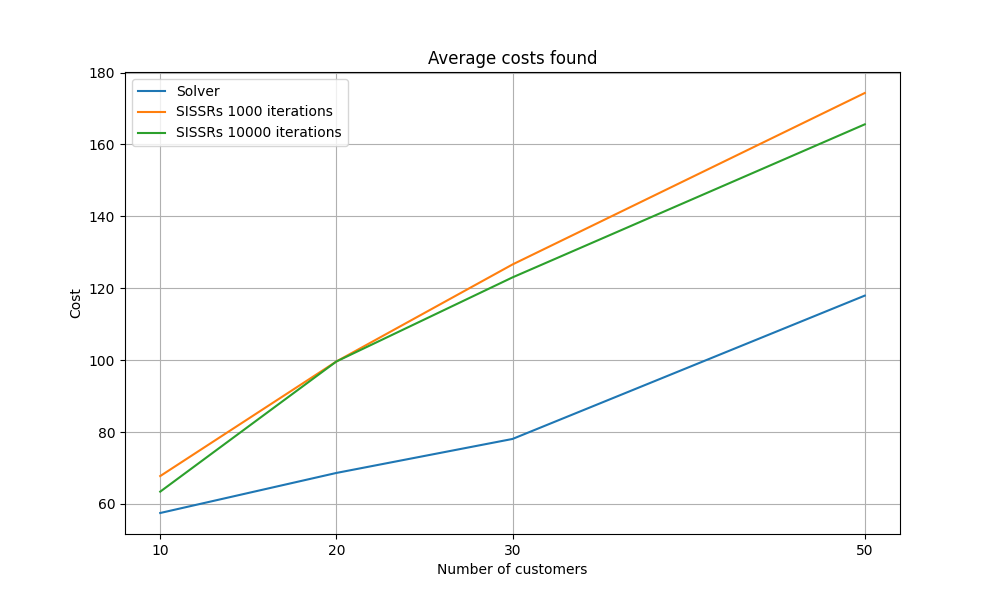 Average costs found
Solver
SISSRs 1000 iterations
SISSRs 10000 iterations
180
160
140
120
100
80
60
Cost
10 20 30 50
Number of customers